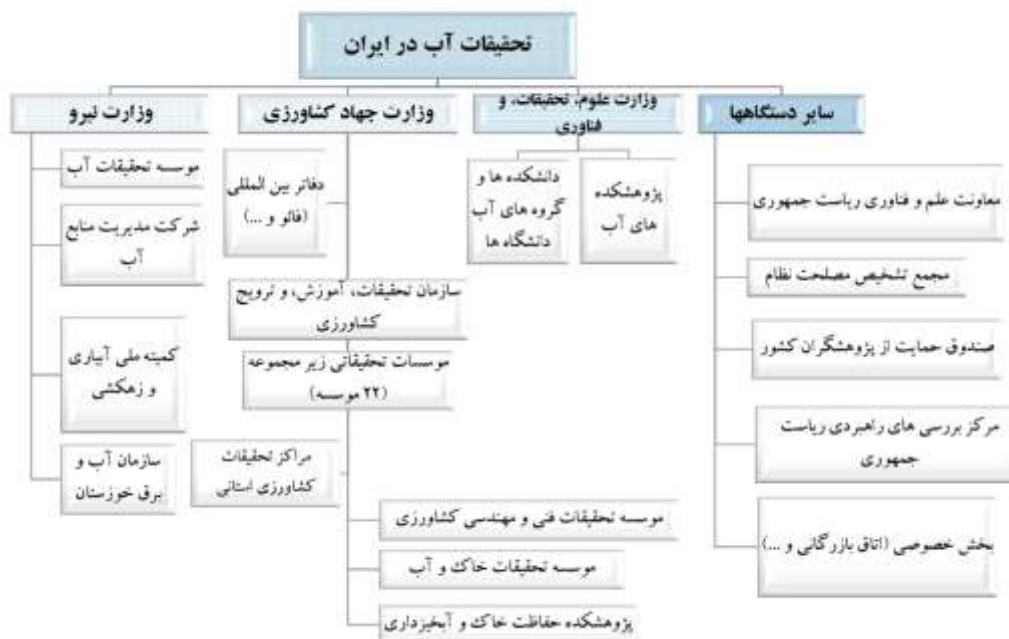 تحقیقات آب در ایران
سایر دستگاهها
معاونت علم و فناوری ریاست جمهوری
مجمع تشخیص مصلحت نظام
صندوق حمایت از پژوهشگران کشور
مرکز بررسی های راهبردی ریاست
جمهوری
بخش خصوصی (اتاق بازرگانی و ...)
وزارت علوم، تحقیقات، و
فناوری
پژوهشکده
های آب
دانشکده ها و
گروه های آب
دانشگاه ها
وزارت جهاد کشاورزی
دفاتر بین المللی
(فائو و ...)
سازمان تحقیقات، آموزش، و ترویج
کشاورزی
موسسات تحقیقاتی زیر مجموعه
(۲۲ موسسه)
مراکز تحقیقات
کشاورزی استانی
موسسه تحقیقات فنی و مهندسی کشاورزی
موسسه تحقیقات خاک و آب
پژوهشکده حفاظت خاک و آبخیزداری
وزارت نیرو
موسسه تحقیقات آب
شرکت مدیریت منابع
آب
کمیته ملی آبیاری
و زهکشی
سازمان آب و
برق خوزستان